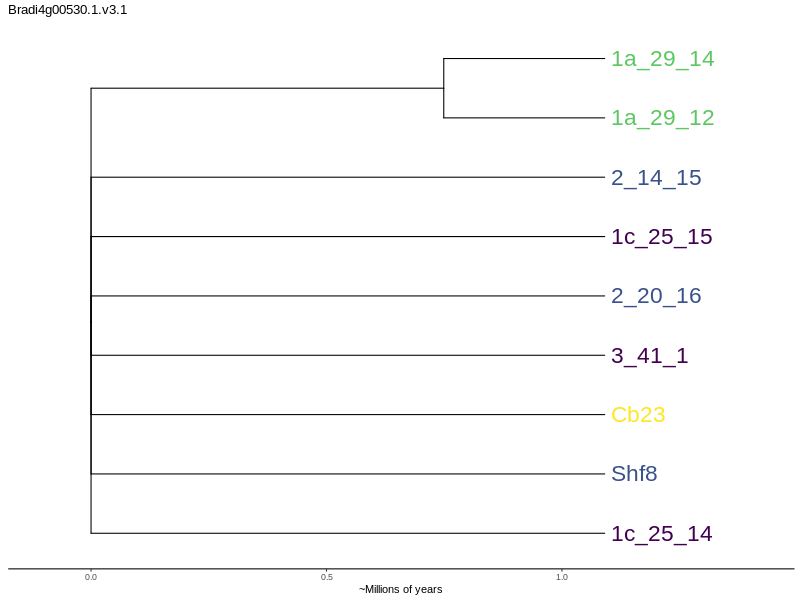 Bradi4g00530.1.v3.1
1a_29_14
1a_29_12
2_14_15
1c_25_15
2_20_16
3_41_1
Cb23
Shf8
1c_25_14
0.0 0.5 1.0
~Millions of years